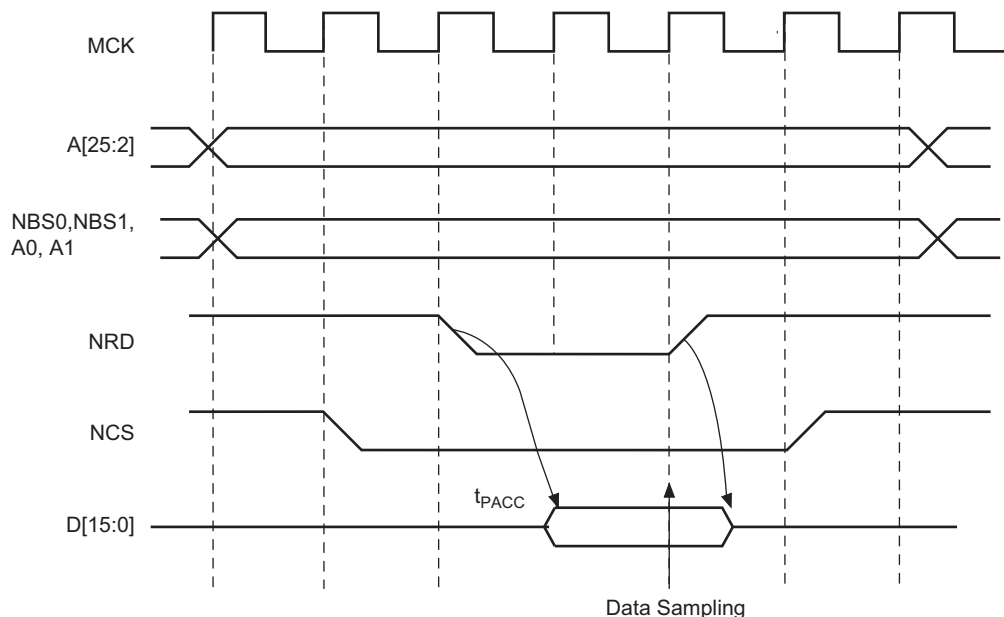 MCK
A[25:2]
NBS0,NBS1,
A0, A1
NRD
NCS
tPACC
D[15:0]
Data Sampling